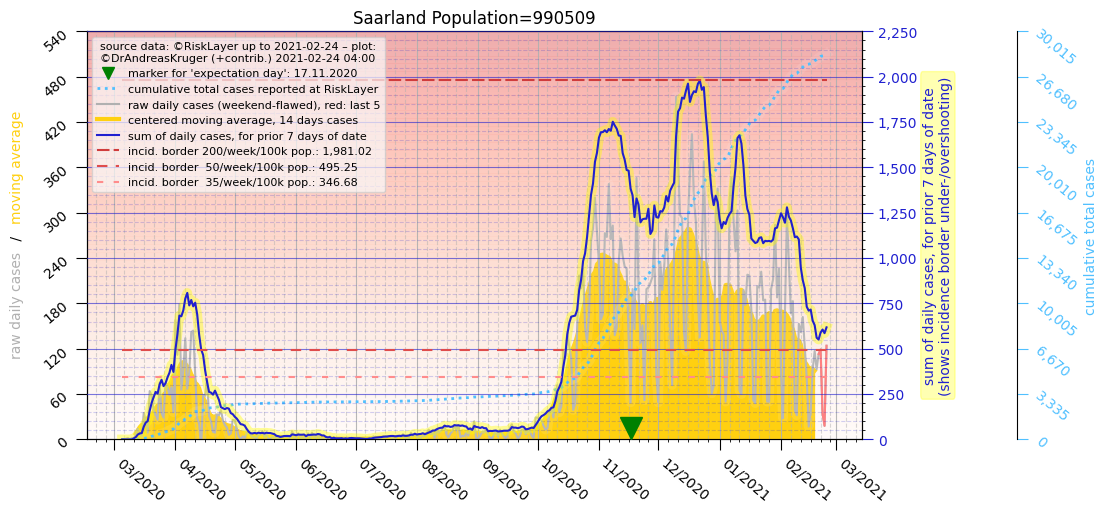 Saarland Population=990509
source data: ©RiskLayer up to 2021-02-24 – plot:
©DrAndreasKruger (+contrib.) 2021-02-24 04:00
marker for 'expectation day': 17.11.2020
cumulative total cases reported at RiskLayer
raw daily cases (weekend-flawed), red: last 5
centered moving average, 14 days cases
sum of daily cases, for prior 7 days of date
incid. border 200/week/100k pop.: 1,981.02
incid. border  50/week/100k pop.: 495.25
incid. border  35/week/100k pop.: 346.68
raw daily cases / moving average
540
480
420
360
300
240
180
120
60
0
03/2020
04/2020
05/2020
06/2020
07/2020
08/2020
09/2020
10/2020
11/2020
12/2020
01/2021
02/2021
03/2021
2,250
2,000
1,750
1,500
1,250
1,000
750
500
250
0
sum of daily cases, for prior 7 days of date
(shows incidence border under-/overshooting)
30,015
26,680
23,345
20,010
16,675
13,340
10,005
6,670
3,335
0
cumulative total cases